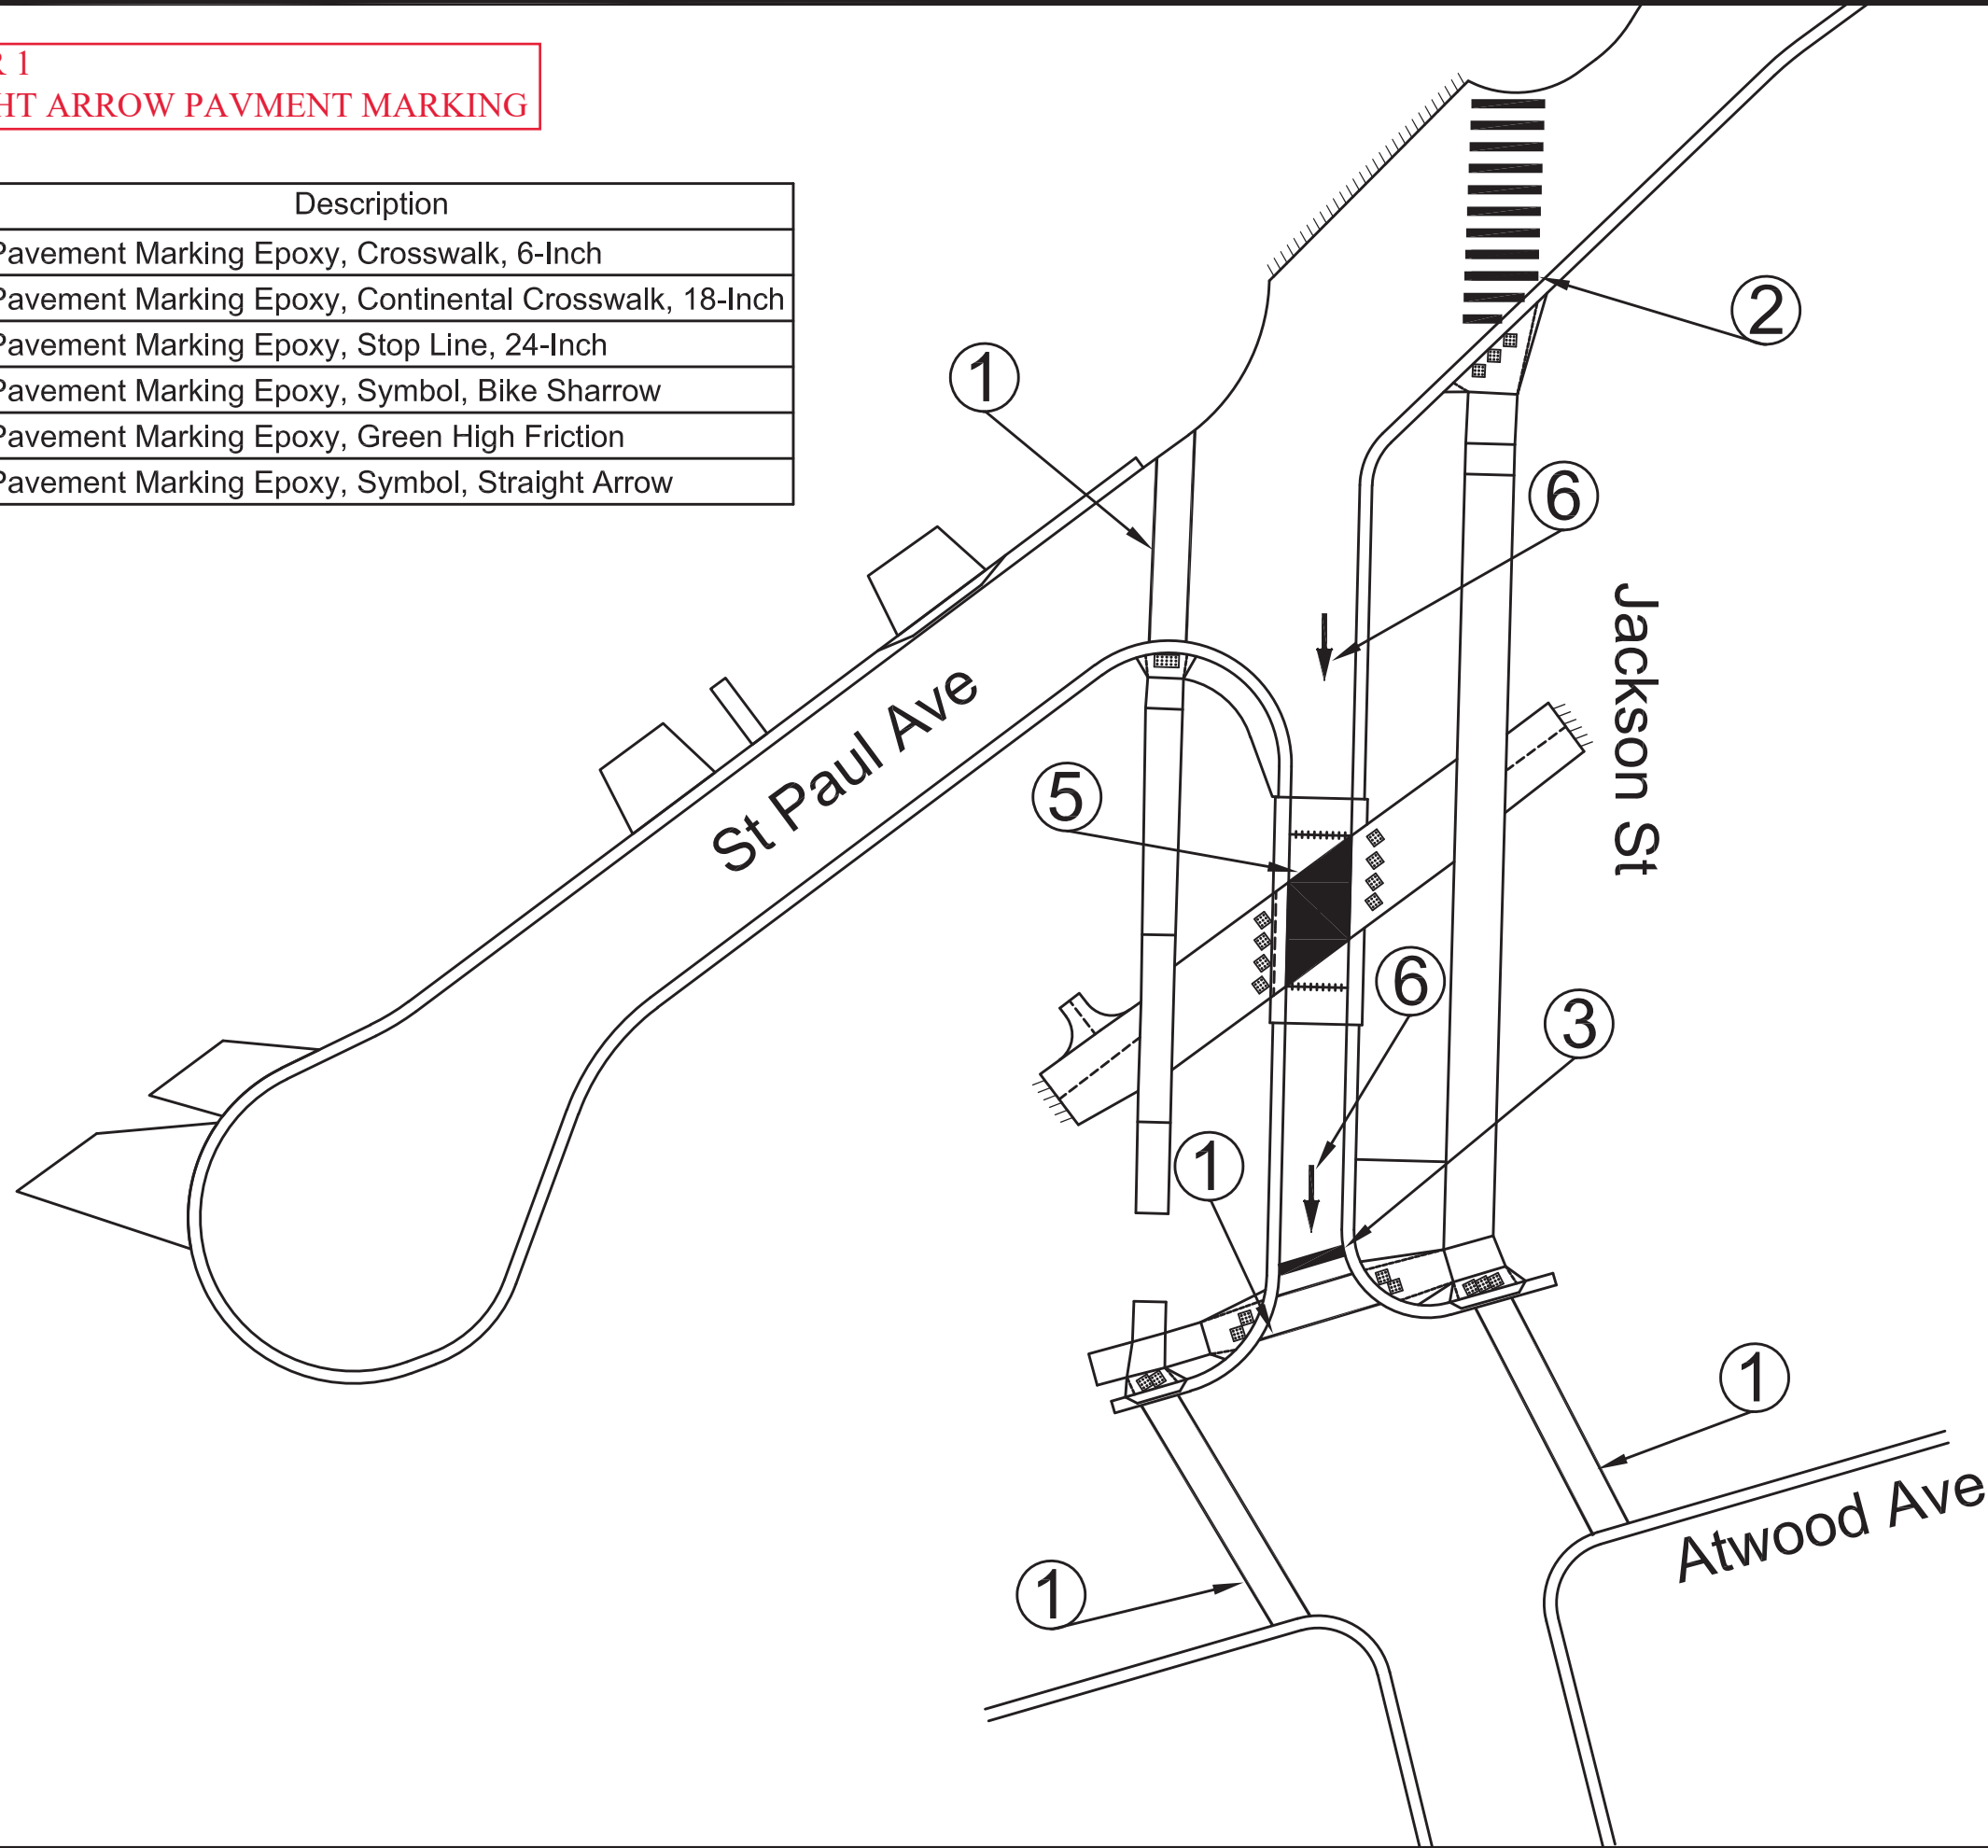 R 1
HT ARROW PAVMENT MARKING
Description
Pavement Marking Epoxy, Crosswalk, 6-Inch
Pavement Marking Epoxy, Continental Crosswalk, 18-Inch
Pavement Marking Epoxy, Stop Line, 24-Inch
Pavement Marking Epoxy, Symbol, Bike Sharrow
Pavement Marking Epoxy, Green High Friction
Pavement Marking Epoxy, Symbol, Straight Arrow
2
1
6
Jackson St
St Paul Ave
5
6
3
1
1
Atwood Ave
1